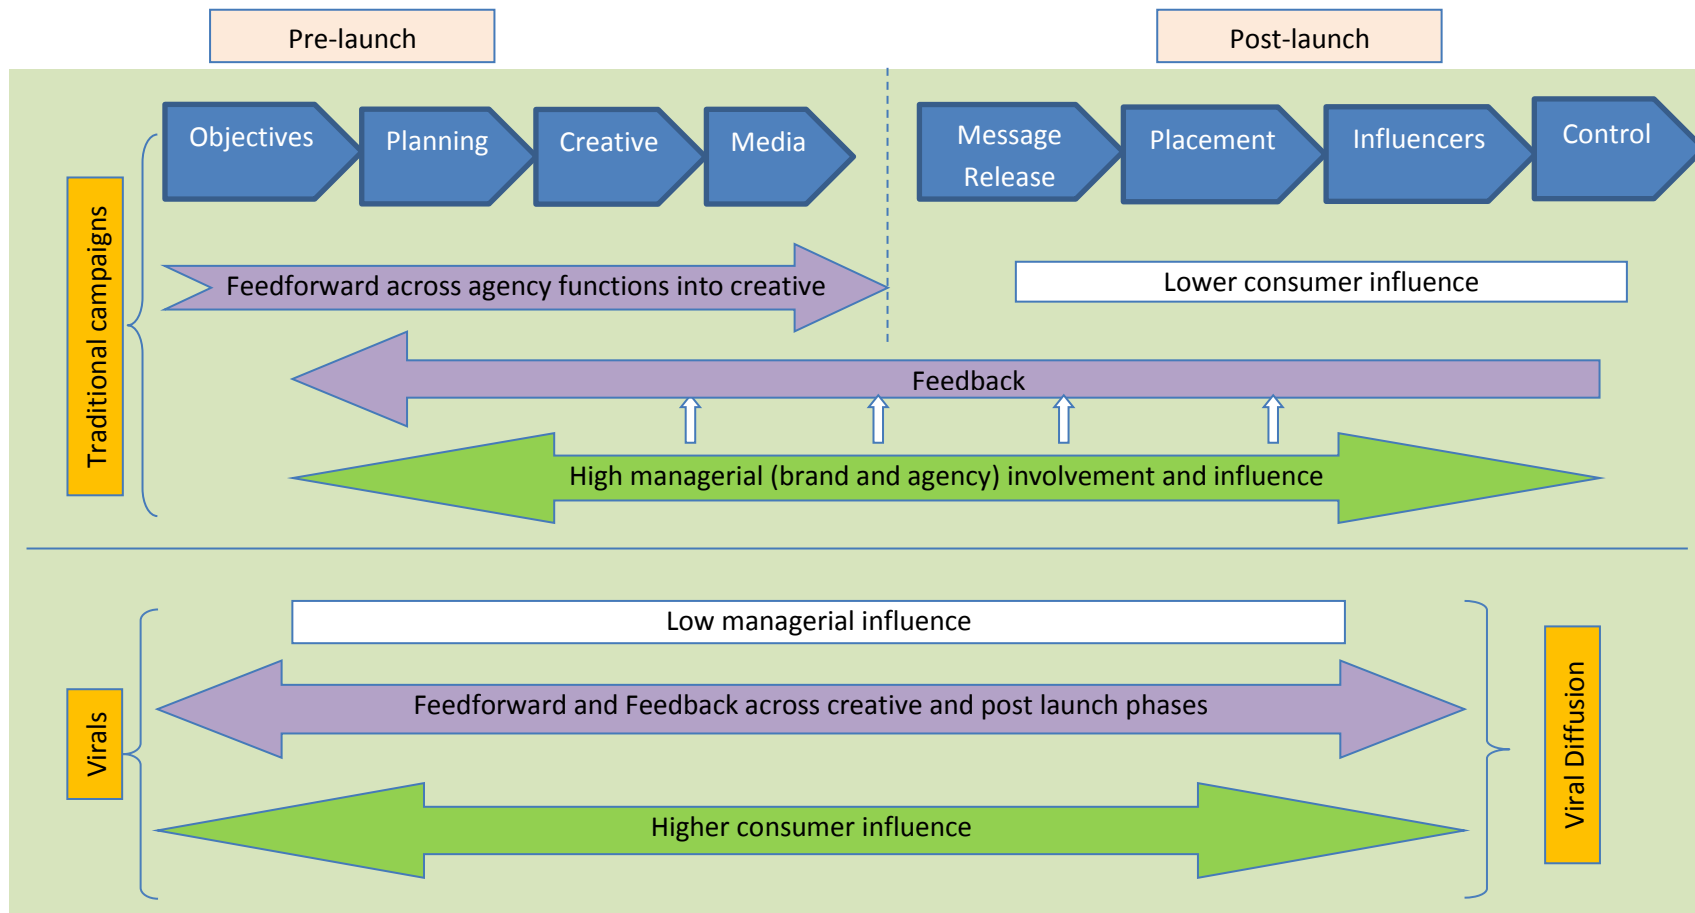 Pre-launch
Post-launch
Objectives
Planning
Creative
Media
Message
Release
Placement
Influencers
Control
Traditional campaigns
Feedforward across agency functions into creative
Lower consumer influence
Feedback
High managerial (brand and agency) involvement and influence
Low managerial influence
Virals
Feedforward and Feedback across creative and post launch phases
Viral Diffusion
Higher consumer influence